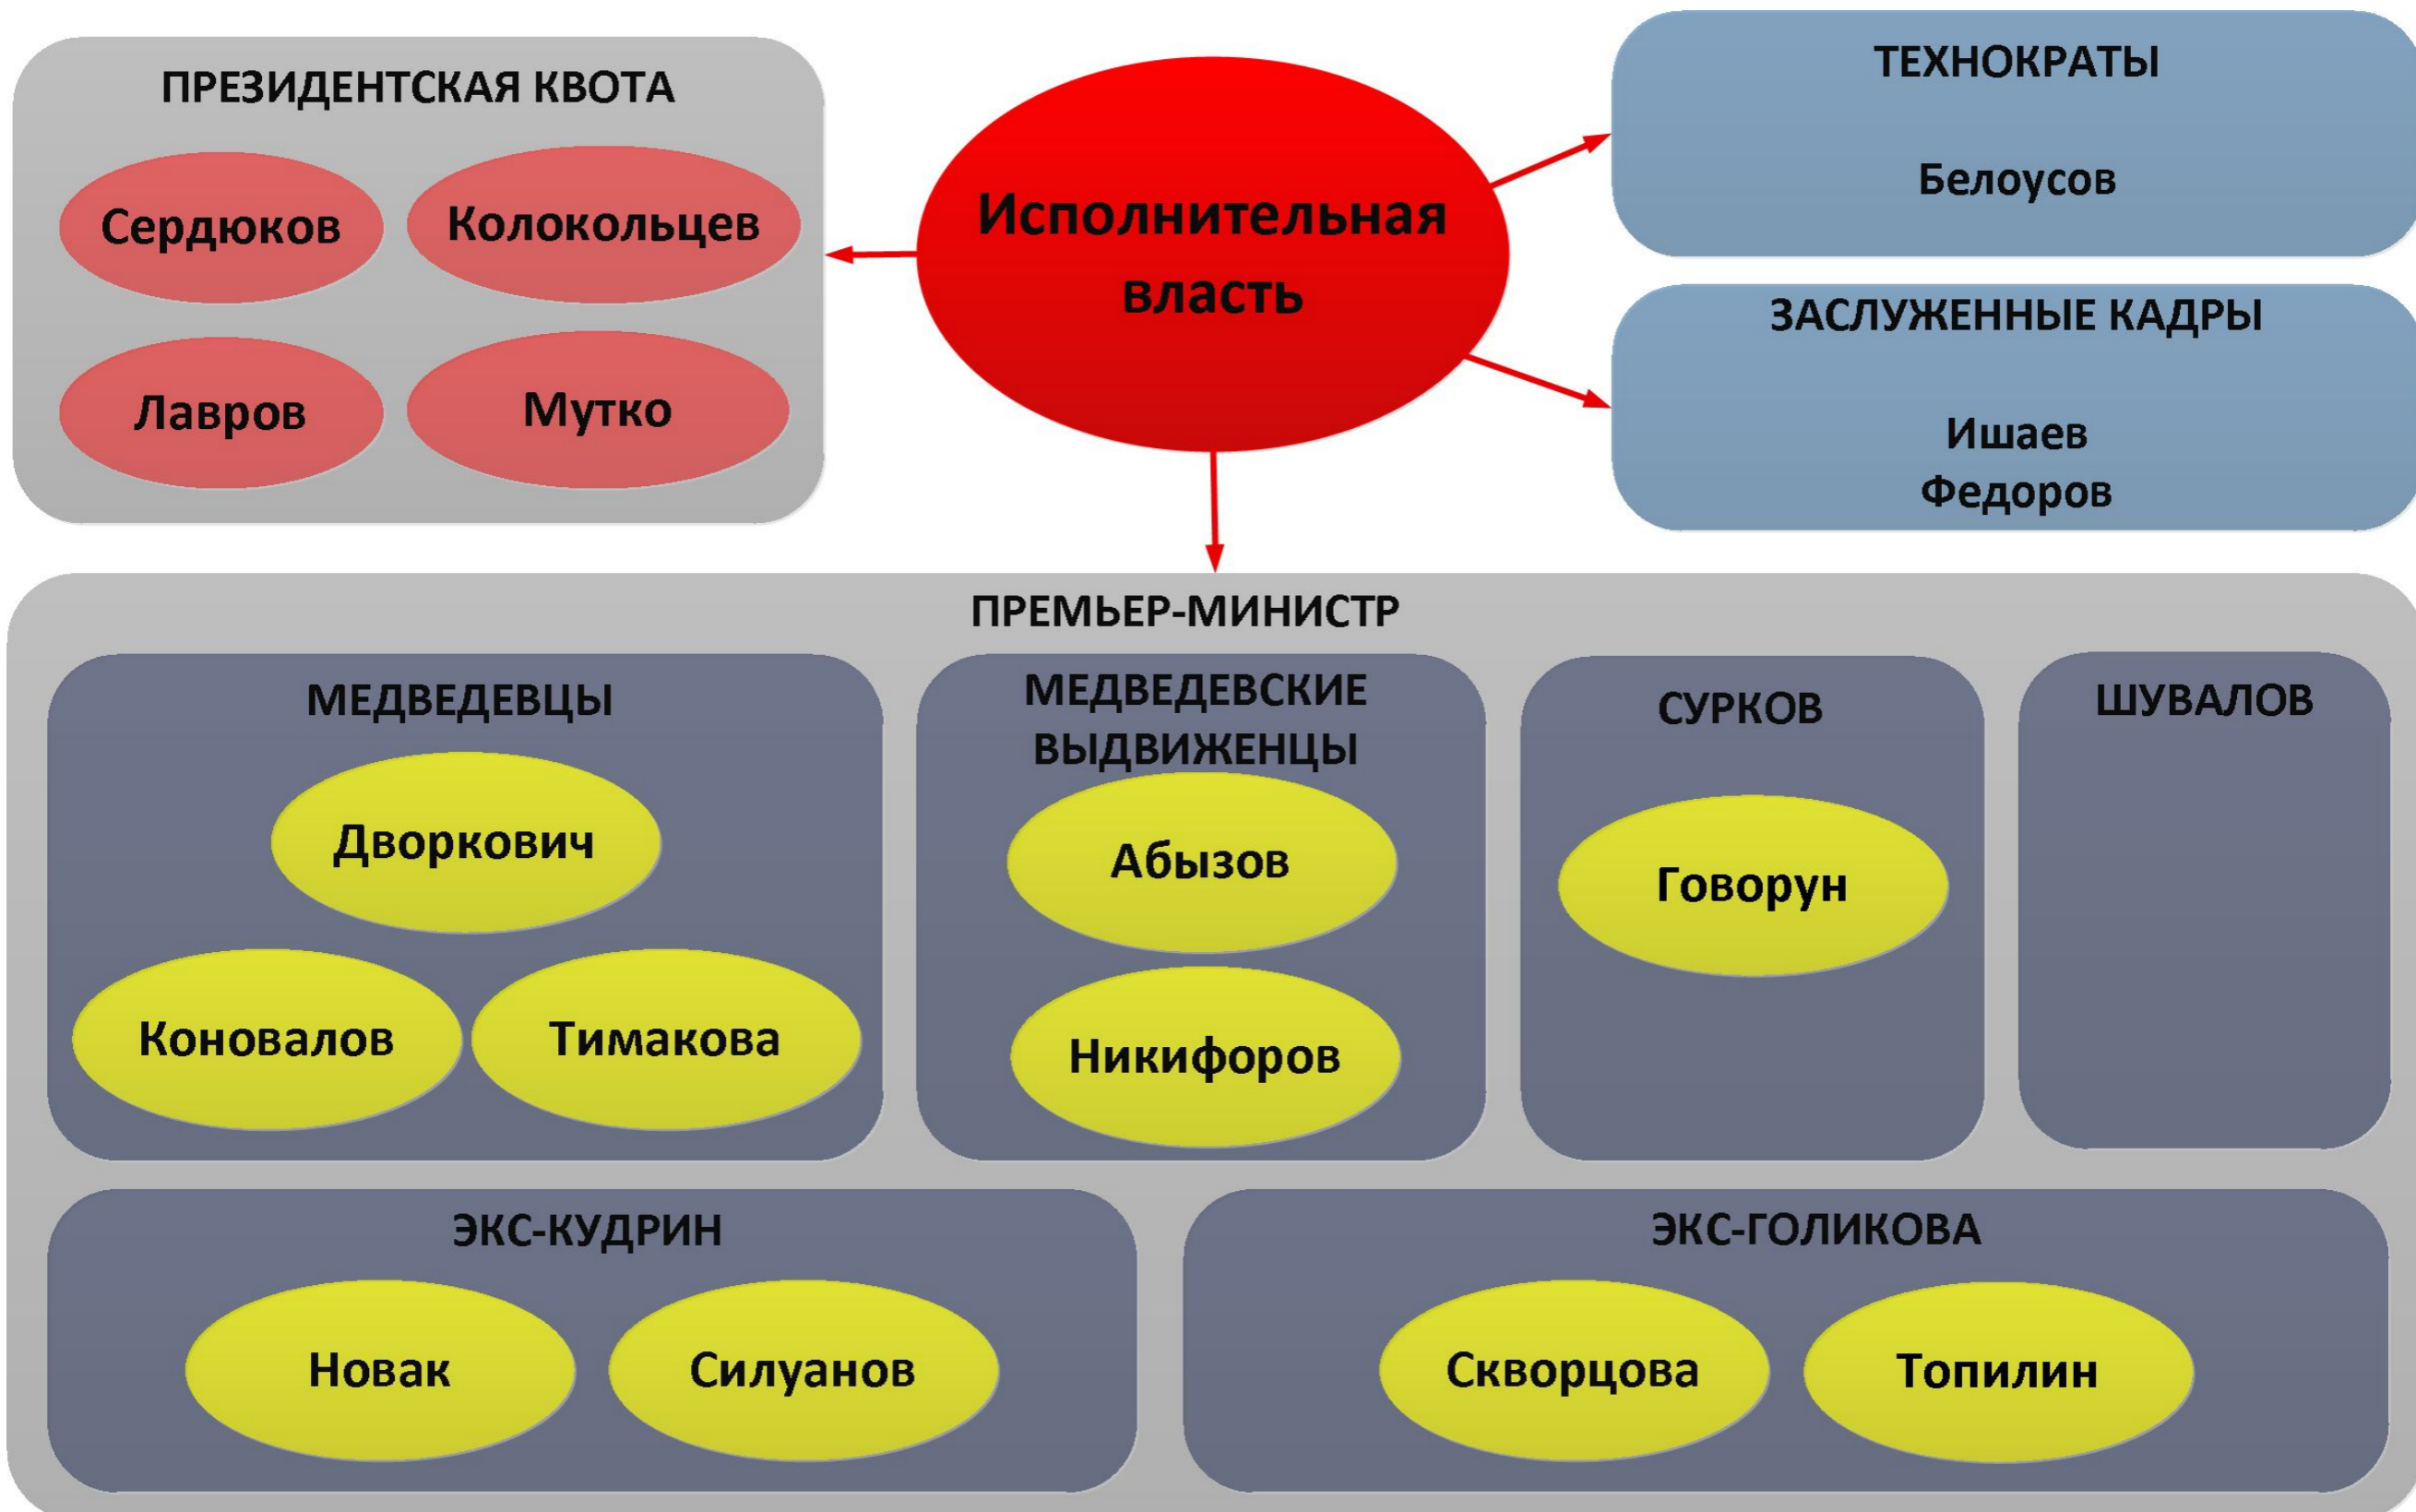 ПРЕЗИДЕНТСКАЯ КВОТА
Сердюков
Колокольцев
Лавров
Мутко
Исполнительная
власть
ТЕХНОКРАТЫ
Белоусов
ЗАСЛУЖЕННЫЕ КАДРЫ
Ишаев
Федоров
ПРЕМЬЕР-МИНИСТР
МЕДВЕДЕВЦЫ
Дворкович
Коновалов
Тимакова
МЕДВЕДЕВСКИЕ
ВЫДВИЖЕНЦЫ
Абызов
Никифоров
СУРКОВ
Говорун
ШУВАЛОВ
ЭКС-КУДРИН
Новак
Силуанов
ЭКС-ГОЛИКОВА
Скворцова
Топилин